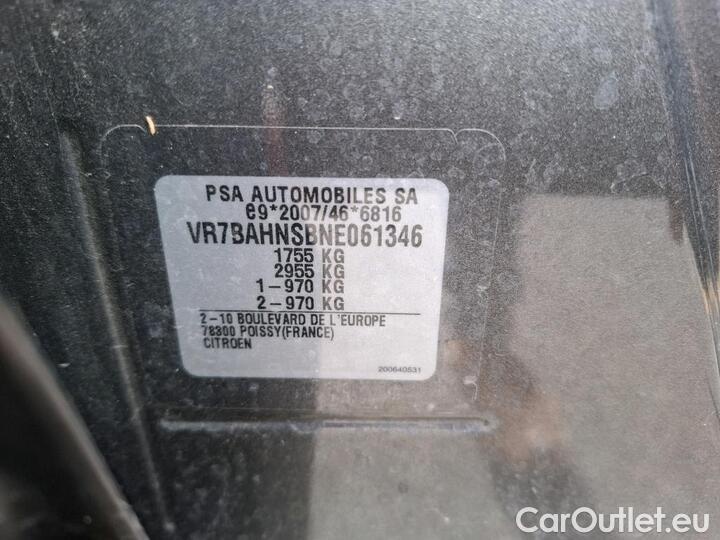 PSA AUTOMOBILES SA
e9*2007/46*6816
VR7BAHNSBNE061346
1755 KG
2955 KG
1-970 KG
2-970 KG
2-10 BOULEVARD DE L'EUROPE
78300 POISSY(FRANCE)
CITROEN
200640531
CarOutlet.eu